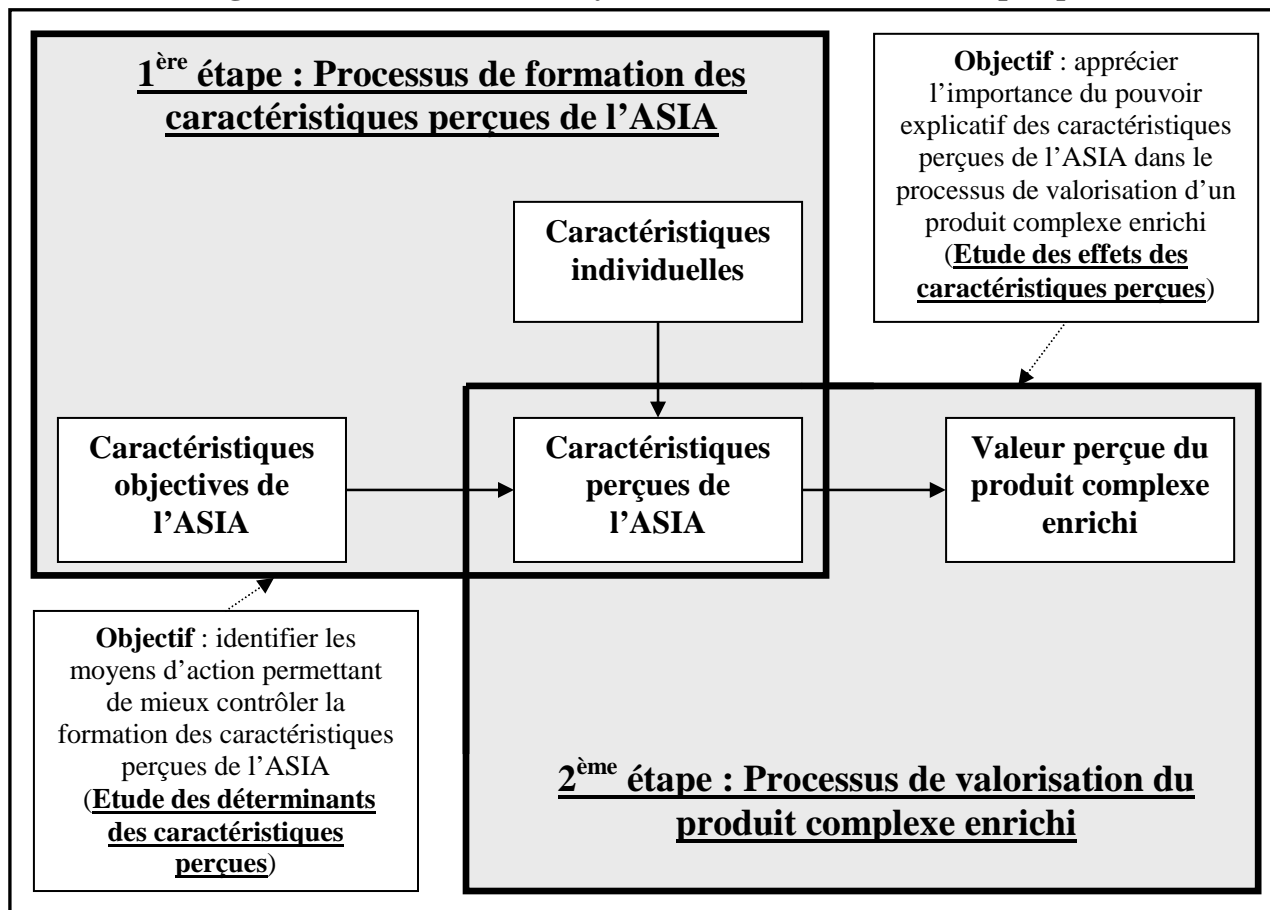 1ère étape : Processus de formation des
caractéristiques perçues de l'ASIA
Objectif : apprécier
l'importance du pouvoir
explicatif des caractéristiques
perçues de l'ASIA dans le
processus de valorisation d'un
produit complexe enrichi
(Etude des effets des
caractéristiques perçues)
Caractéristiques
individuelles
Caractéristiques
objectives de
l'ASIA
Caractéristiques
perçues de
l'ASIA
Valeur perçue du
produit complexe
enrichi
Objectif : identifier les
moyens d'action permettant
de mieux contrôler la
formation des caractéristiques
perçues de l'ASIA
(Etude des déterminants
des caractéristiques
perçues)
2ème étape : Processus de valorisation du
produit complexe enrichi